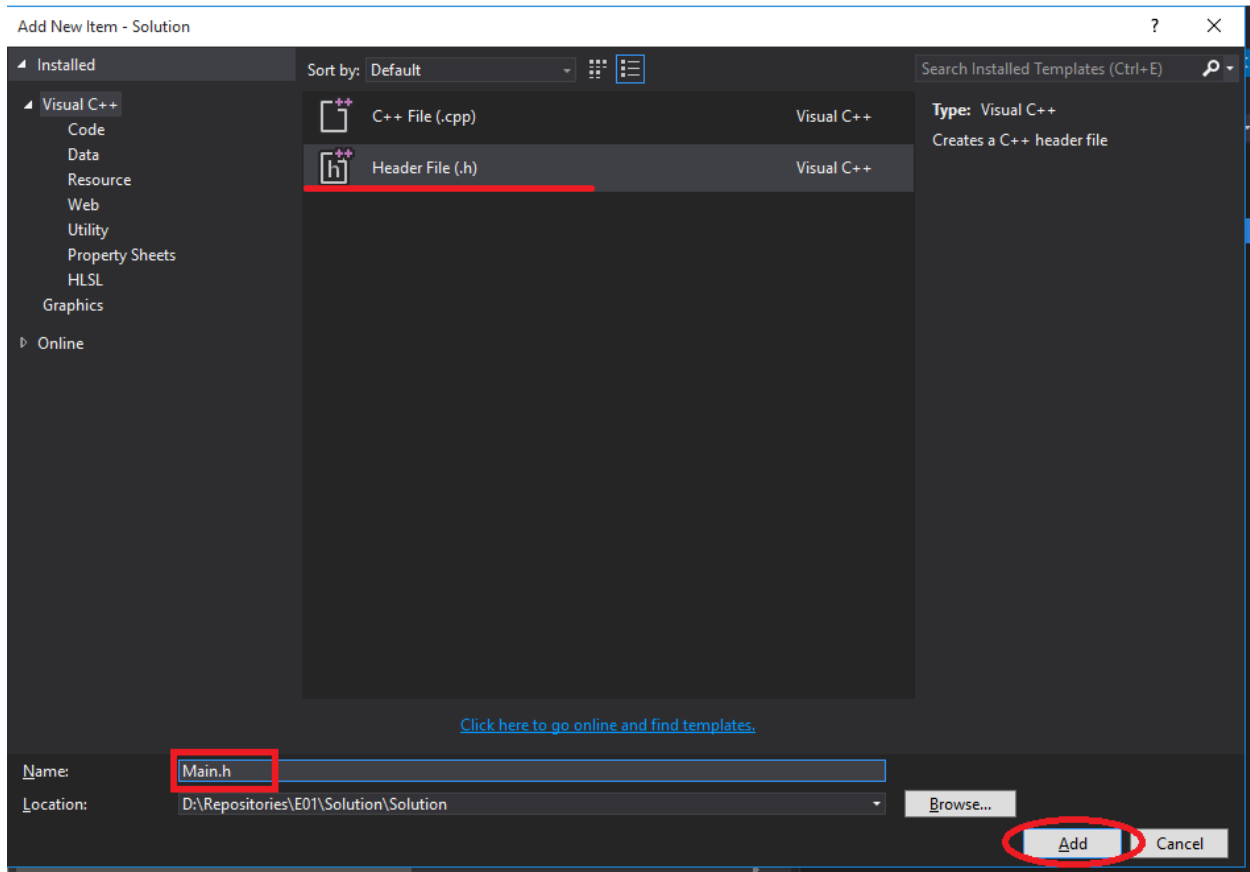 Add New Item - Solution
?
Installed
Sort by: Default
Search Installed Templates (Ctrl+E)
Visual C++
Code
Data
Resource
Web
Utility
Property Sheets
HLSL
Graphics
Online
C++ File (.cpp) Visual C++
Header File (.h) Visual C++
Type: Visual C++
Creates a C++ header file
Click here to go online and find templates.
Name: Main.h
Location: D:\Repositories\E01\Solution\Solution
Browse...
Add Cancel